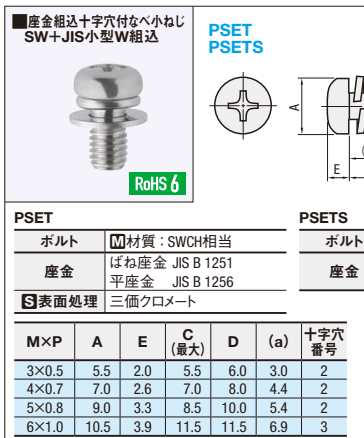 ■座金組込十字穴付なべ小ねじ
SW+JIS小型W組込
PSET
PSETS
A
E
RoHS 6
PSET
ボルト M材質：SWCH相当
座金 ばね座金 JIS B 1251
平座金 JIS B 1256
S表面処理 三価クロメート
PSETS
ボルト
座金
M×P A E C(最大) D (a) 十字穴番号
3×0.5 5.5 2.0 5.5 6.0 3.0 2
4×0.7 7.0 2.6 7.0 8.0 4.4 2
5×0.8 9.0 3.3 8.5 10.0 5.4 2
6×1.0 10.5 3.9 11.5 11.5 6.9 3